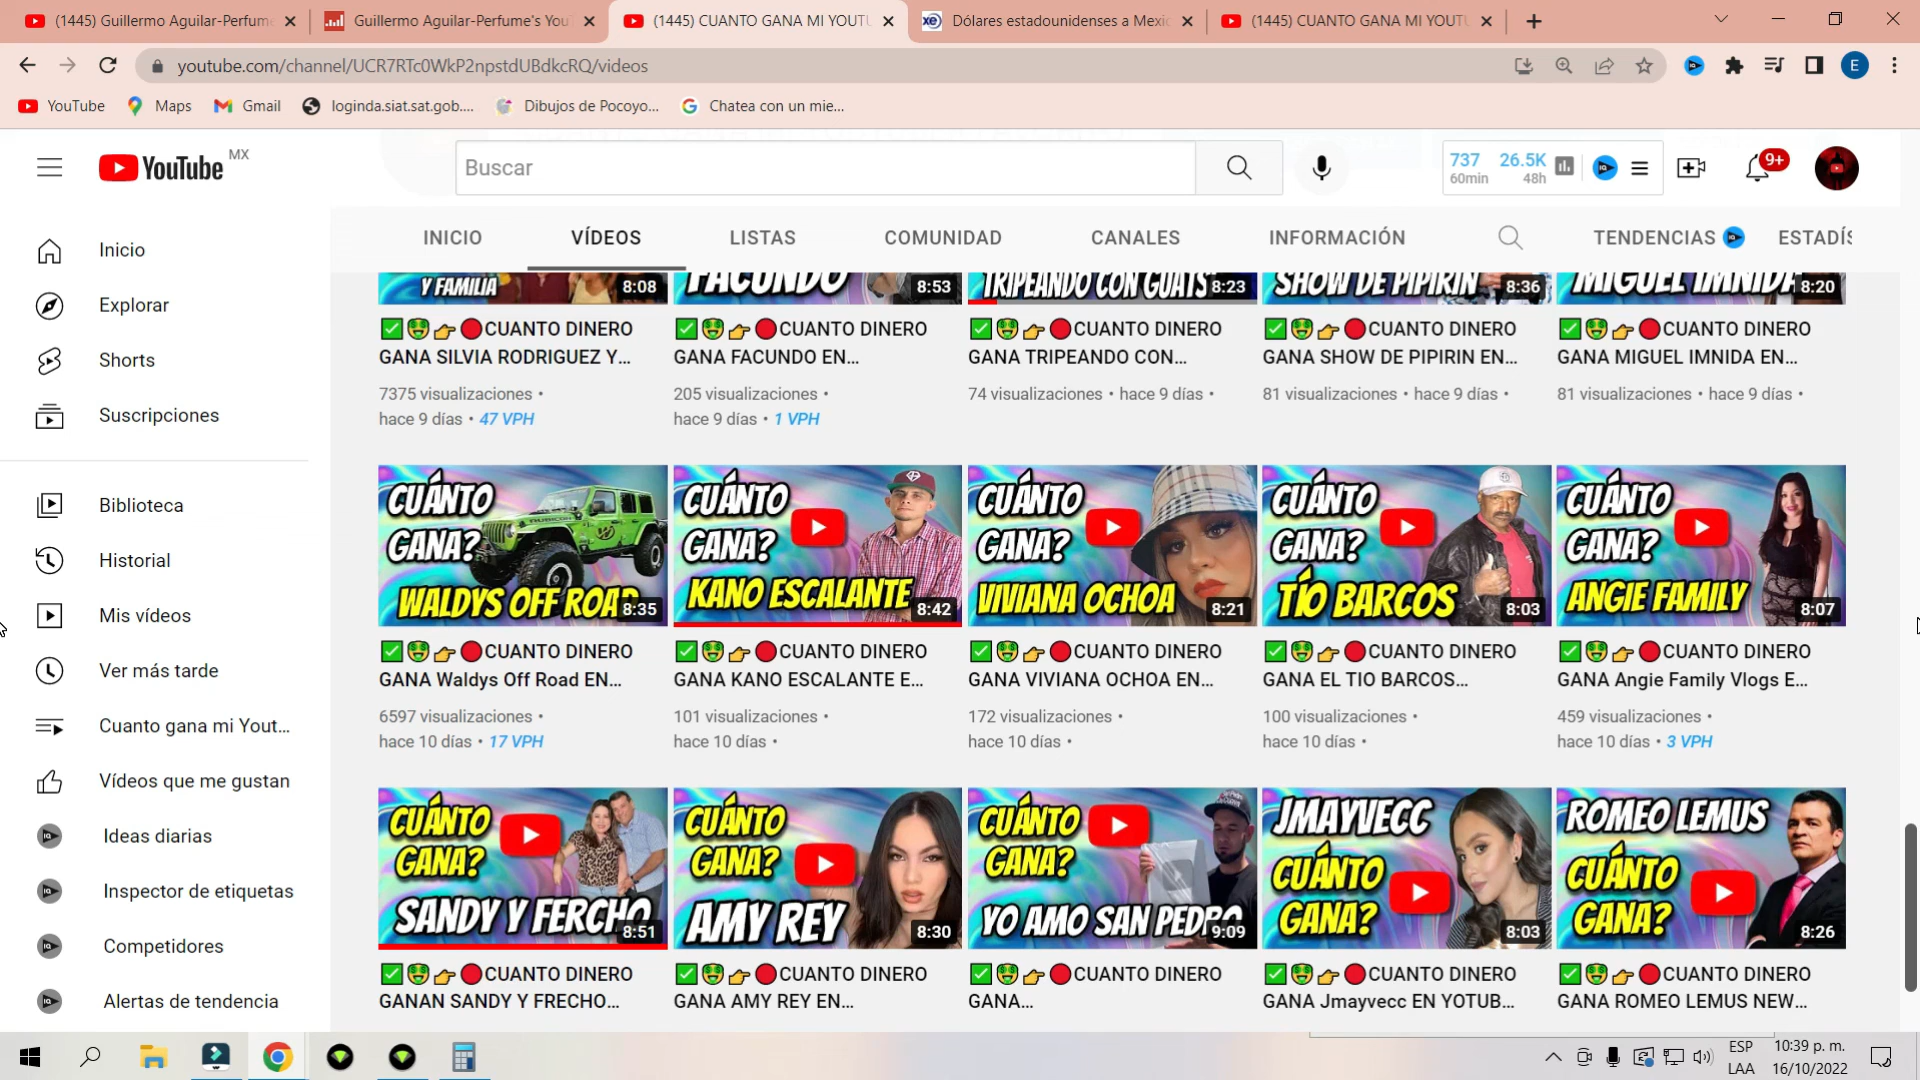 (1445) Guillermo Aguilar-Perfume
Guillermo Aguilar-Perfume's You
(1445) CUANTO GANA MI YOUTU
Dólares estadounidenses a Mexic
(1445) CUANTO GANA MI YOUTU
youtube.com/channel/UCR7RTc0WkP2npstdUBdkcRQ/videos
E
YouTube
Maps
Gmail
loginda.siat.sat.gob....
Dibujos de Pocoyo...
Chatea con un mie...
YouTube MX
Buscar
737 26.5K
60min 48h
9+
INICIO VÍDEOS LISTAS COMUNIDAD CANALES INFORMACIÓN TENDENCIAS ESTADÍS
Inicio
Explorar
Shorts
Suscripciones
Biblioteca
Historial
Mis vídeos
Ver más tarde
Cuanto gana mi Yout...
Vídeos que me gustan
Ideas diarias
Inspector de etiquetas
Competidores
Alertas de tendencia
Y FAMILIA 8:08
FACUNDO 8:53
TRIPEANDO CON GUATS 8:23
SHOW DE PIPIRIN 8:36
MIGUEL IMNIDA 8:20
✅🤑👉🔴CUANTO DINERO
GANA SILVIA RODRIGUEZ Y...
7375 visualizaciones •
hace 9 días • 47 VPH
✅🤑👉🔴CUANTO DINERO
GANA FACUNDO EN...
205 visualizaciones •
hace 9 días • 1 VPH
✅🤑👉🔴CUANTO DINERO
GANA TRIPEANDO CON...
74 visualizaciones • hace 9 días •
✅🤑👉🔴CUANTO DINERO
GANA SHOW DE PIPIRIN EN...
81 visualizaciones • hace 9 días •
✅🤑👉🔴CUANTO DINERO
GANA MIGUEL IMNIDA EN...
81 visualizaciones • hace 9 días •
CUÁNTO
GANA?
WALDYS OFF ROAD 8:35
CUÁNTO
GANA?
KANO ESCALANTE 8:42
CUÁNTO
GANA?
VIVIANA OCHOA 8:21
CUÁNTO
GANA?
TÍO BARCOS 8:03
CUÁNTO
GANA?
ANGIE FAMILY 8:07
✅🤑👉🔴CUANTO DINERO
GANA Waldys Off Road EN...
6597 visualizaciones •
hace 10 días • 17 VPH
✅🤑👉🔴CUANTO DINERO
GANA KANO ESCALANTE E...
101 visualizaciones •
hace 10 días •
✅🤑👉🔴CUANTO DINERO
GANA VIVIANA OCHOA EN...
172 visualizaciones •
hace 10 días •
✅🤑👉🔴CUANTO DINERO
GANA EL TIO BARCOS...
100 visualizaciones •
hace 10 días •
✅🤑👉🔴CUANTO DINERO
GANA Angie Family Vlogs E...
459 visualizaciones •
hace 10 días • 3 VPH
CUÁNTO
GANA?
SANDY Y FERCHO 8:51
CUÁNTO
GANA?
AMY REY 8:30
CUÁNTO
GANA?
YO AMO SAN PEDRO 9:09
JMAYVECC
CUÁNTO
GANA?
8:03
ROMEO LEMUS
CUÁNTO
GANA?
8:26
✅🤑👉🔴CUANTO DINERO
GANAN SANDY Y FRECHO...
✅🤑👉🔴CUANTO DINERO
GANA AMY REY EN...
✅🤑👉🔴CUANTO DINERO
GANA...
✅🤑👉🔴CUANTO DINERO
GANA Jmayvecc EN YOTUB...
✅🤑👉🔴CUANTO DINERO
GANA ROMEO LEMUS NEW...
ESP
LAA
10:39 p. m.
16/10/2022